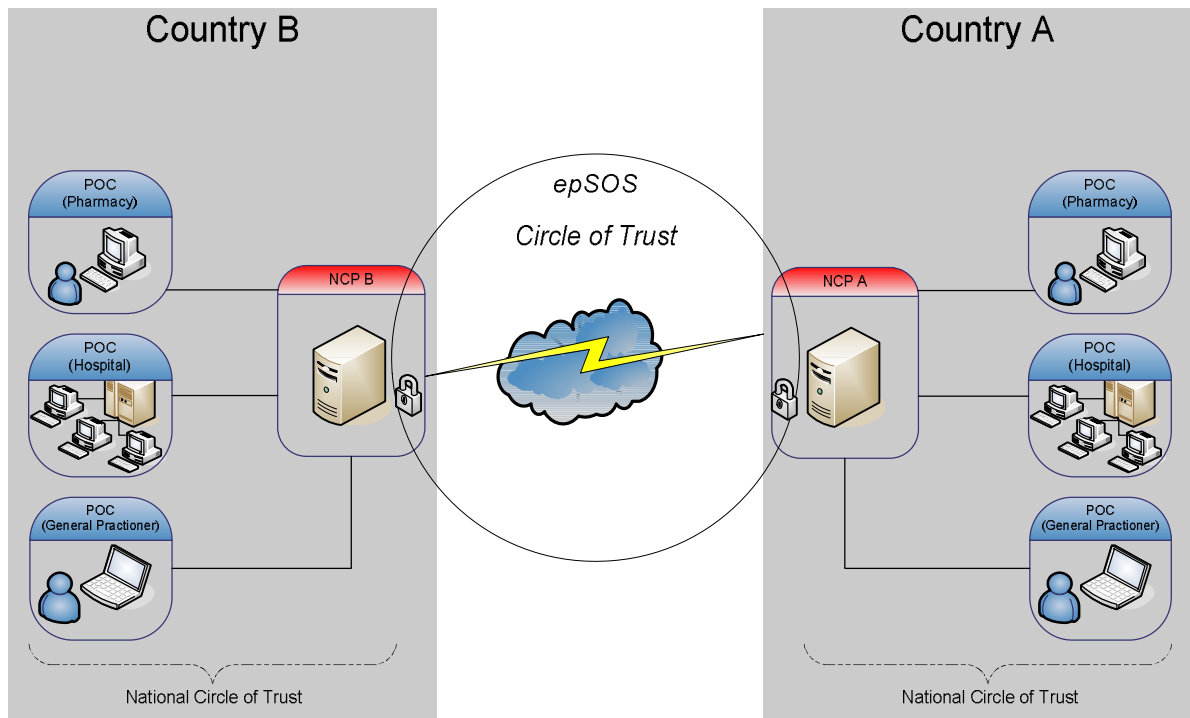 Country B
Country A
epSOS
Circle of Trust
POC
(Pharmacy)
NCP B
POC
(Hospital)
POC
(General Practioner)
National Circle of Trust
POC
(Pharmacy)
NCP A
POC
(Hospital)
POC
(General Practioner)
National Circle of Trust